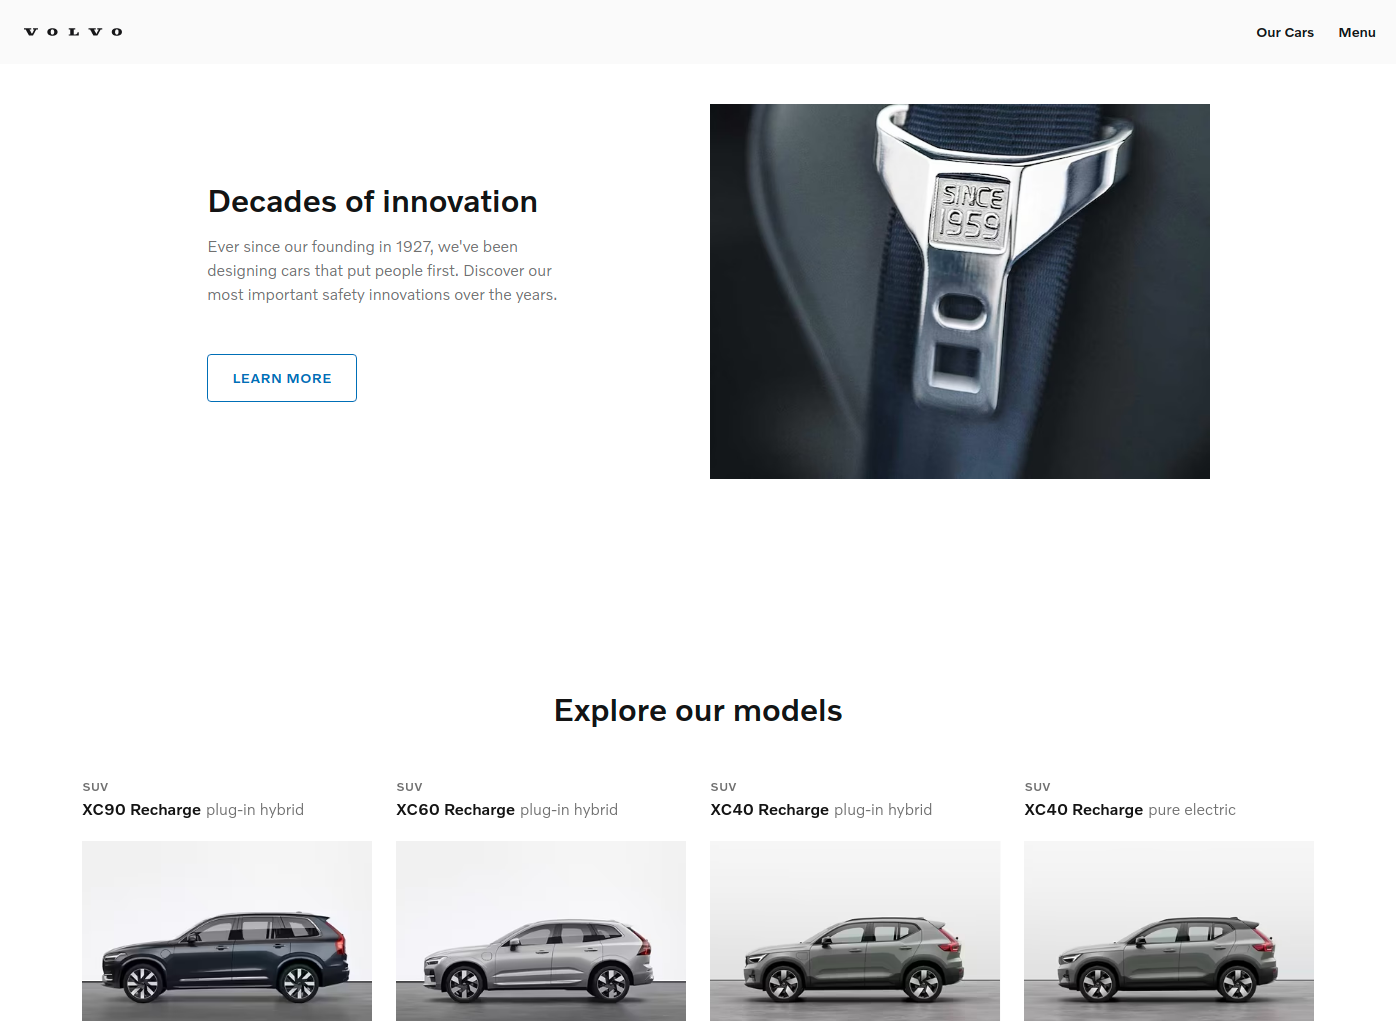 VOLVO
Our Cars
Menu
SINCE
1959
Decades of innovation
Ever since our founding in 1927, we've been
designing cars that put people first. Discover our
most important safety innovations over the years.
LEARN MORE
Explore our models
SUV
XC90 Recharge plug-in hybrid
SUV
XC60 Recharge plug-in hybrid
SUV
XC40 Recharge plug-in hybrid
SUV
XC40 Recharge pure electric